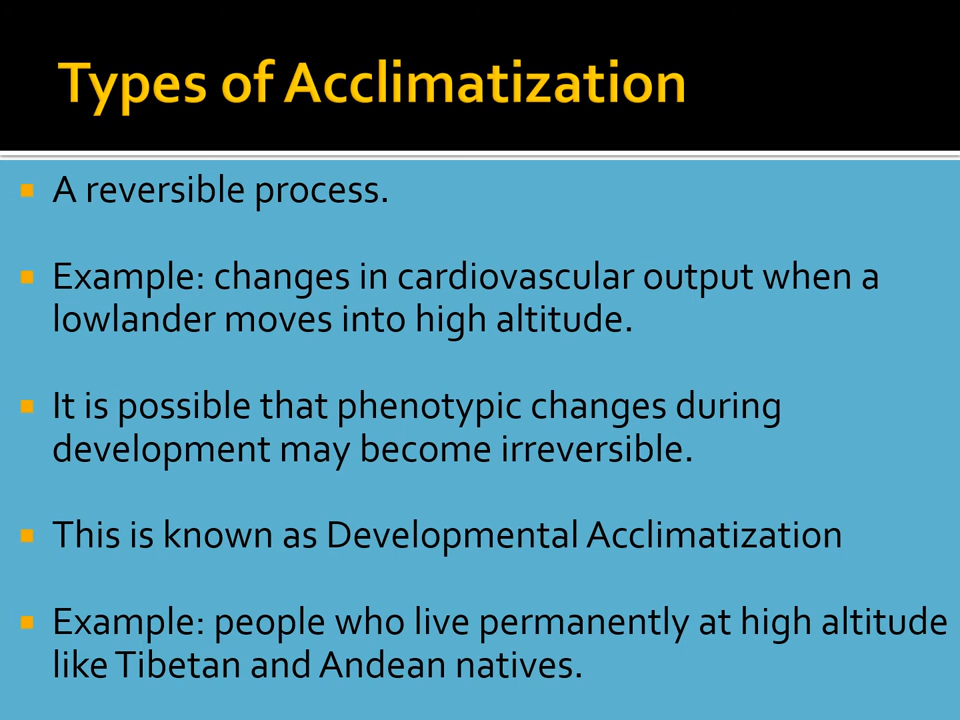 Types of Acclimatization
A reversible process.
Example: changes in cardiovascular output when a
lowlander moves into high altitude.
It is possible that phenotypic changes during
development may become irreversible.
This is known as Developmental Acclimatization
Example: people who live permanently at high altitude
like Tibetan and Andean natives.